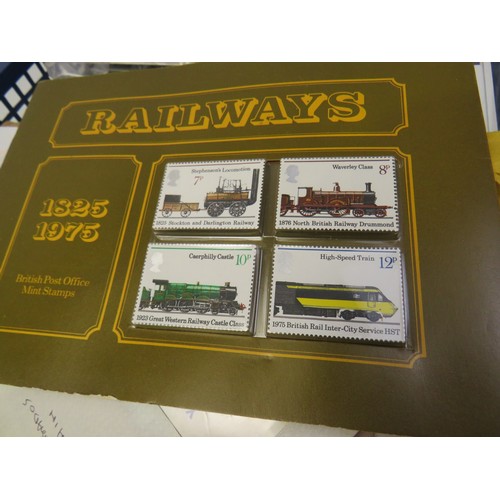 RAILWAYS
1825
1975
British Post Office
Mint Stamps
Stephenson's Locomotion
7P
1825 Stockton and Darlington Railway
Waverley Class
8P
1876 North British Railway Drummond
Caerphilly Castle
10P
1923 Great Western Railway Castle Class
High-Speed Train
12P
1975 British Rail Inter-City Service HST